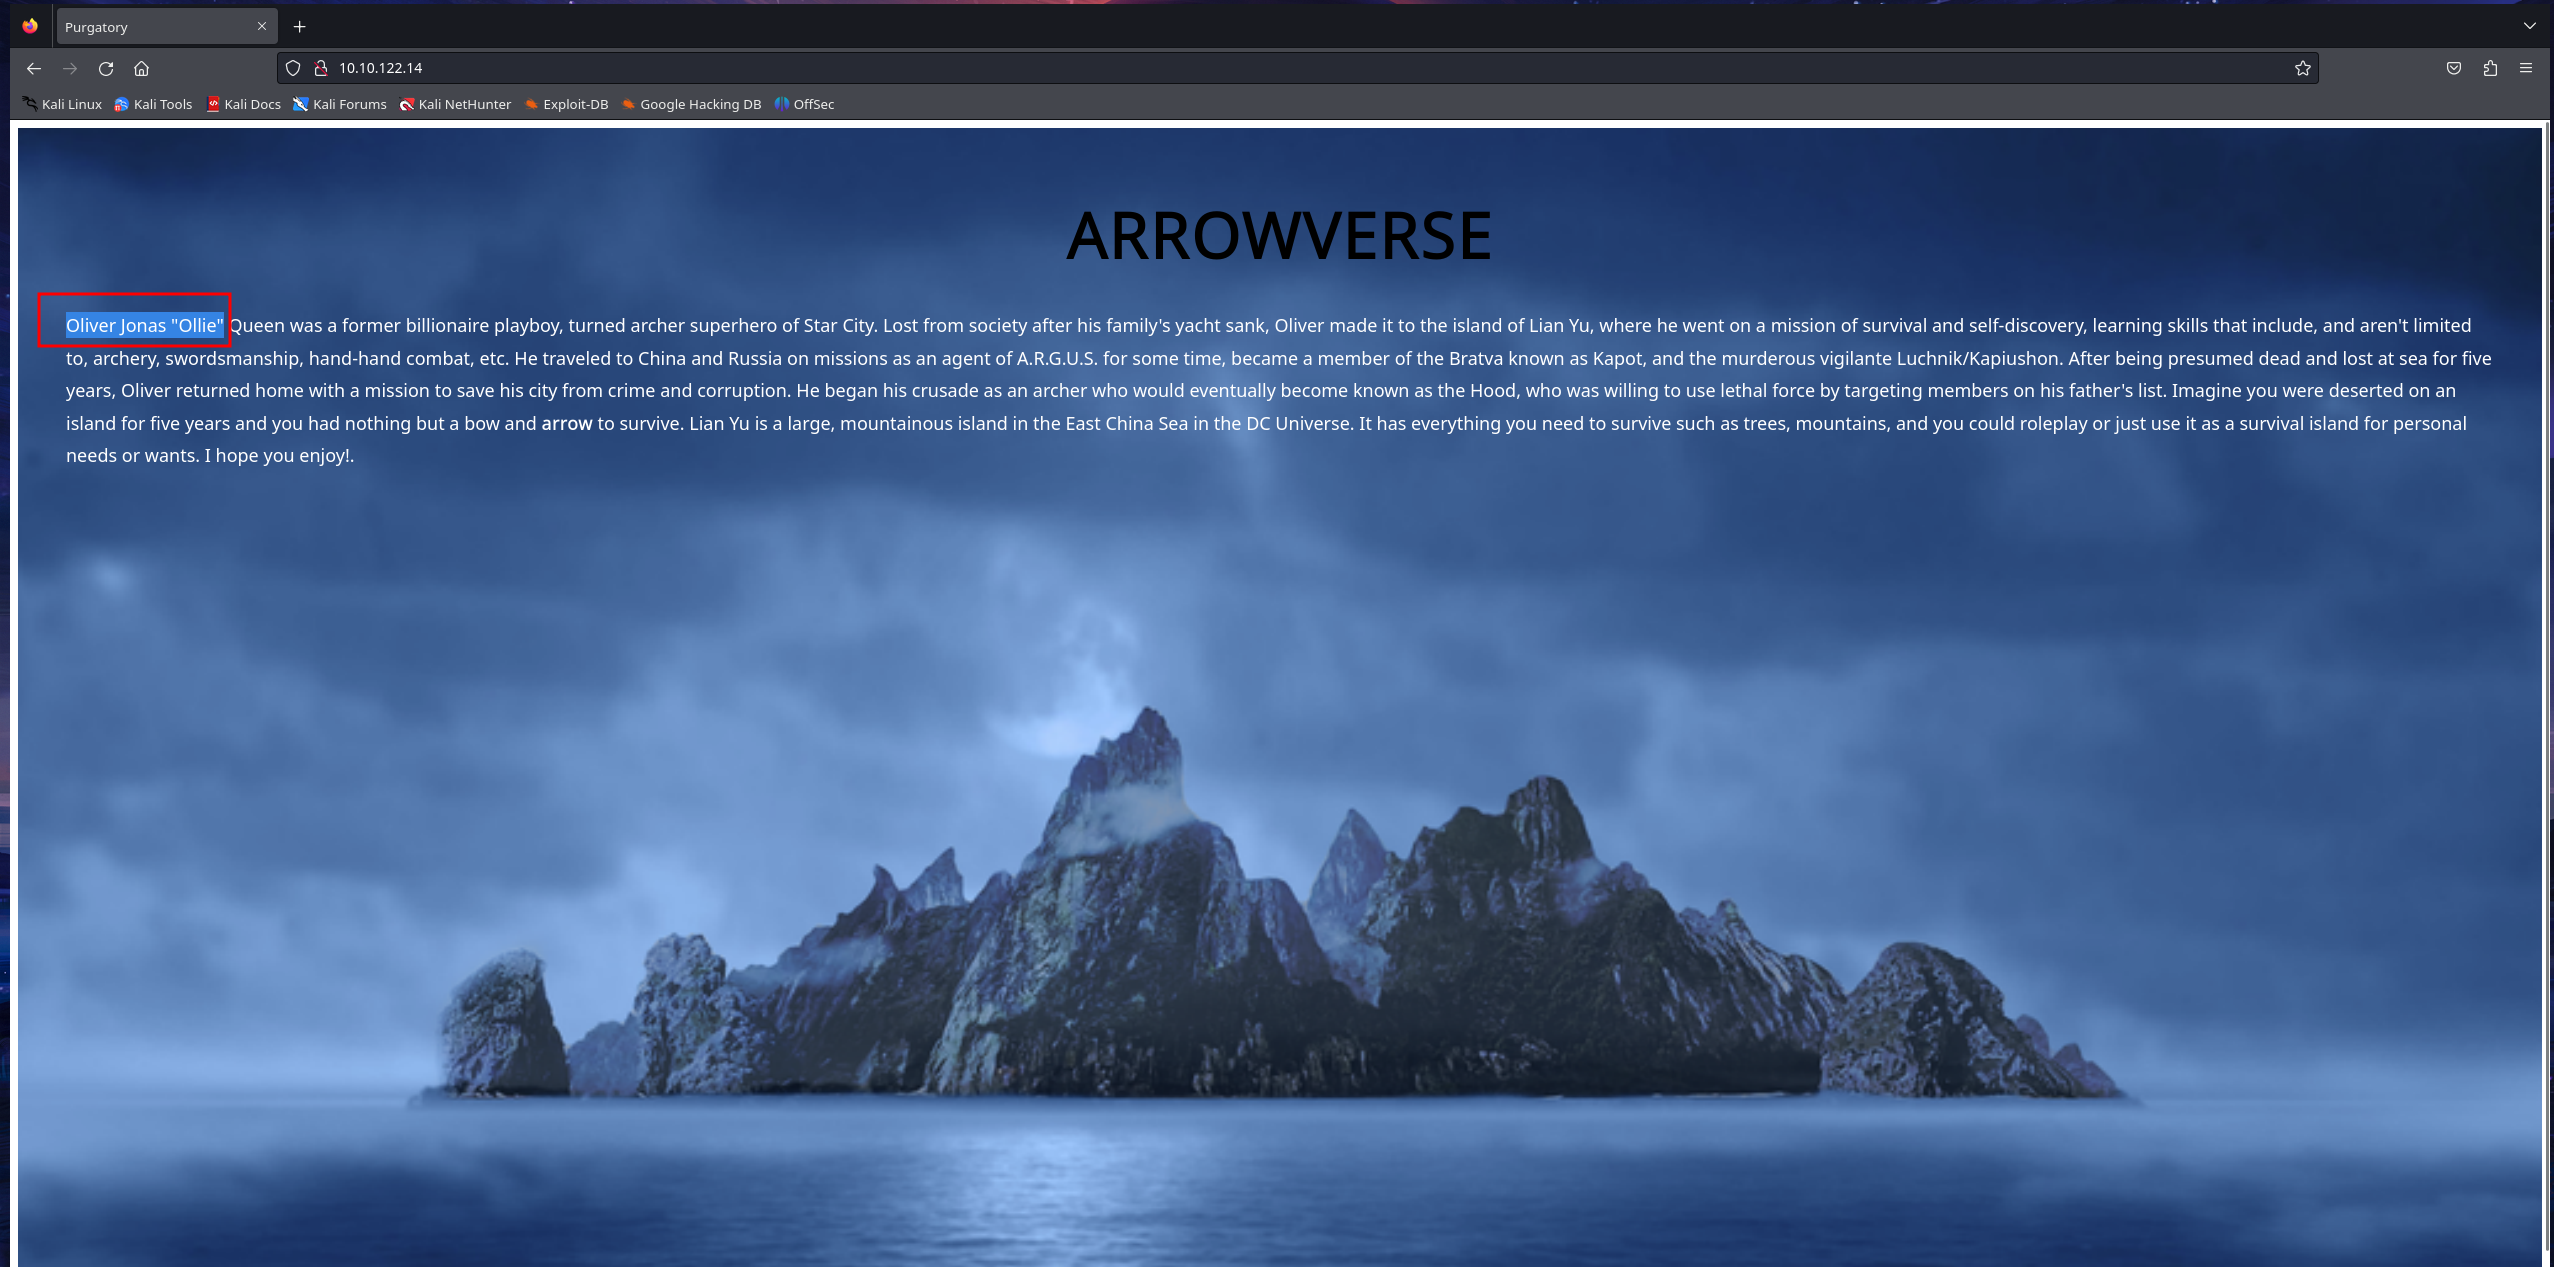 Purgatory
10.10.122.14
Kali Linux Kali Tools Kali Docs Kali Forums Kali NetHunter Exploit-DB Google Hacking DB OffSec
ARROWVERSE
Oliver Jonas "Ollie" Queen was a former billionaire playboy, turned archer superhero of Star City. Lost from society after his family's yacht sank, Oliver made it to the island of Lian Yu, where he went on a mission of survival and self-discovery, learning skills that include, and aren't limited
to, archery, swordsmanship, hand-hand combat, etc. He traveled to China and Russia on missions as an agent of A.R.G.U.S. for some time, became a member of the Bratva known as Kapot, and the murderous vigilante Luchnik/Kapiushon. After being presumed dead and lost at sea for five
years, Oliver returned home with a mission to save his city from crime and corruption. He began his crusade as an archer who would eventually become known as the Hood, who was willing to use lethal force by targeting members on his father's list. Imagine you were deserted on an
island for five years and you had nothing but a bow and arrow to survive. Lian Yu is a large, mountainous island in the East China Sea in the DC Universe. It has everything you need to survive such as trees, mountains, and you could roleplay or just use it as a survival island for personal
needs or wants. I hope you enjoy!.